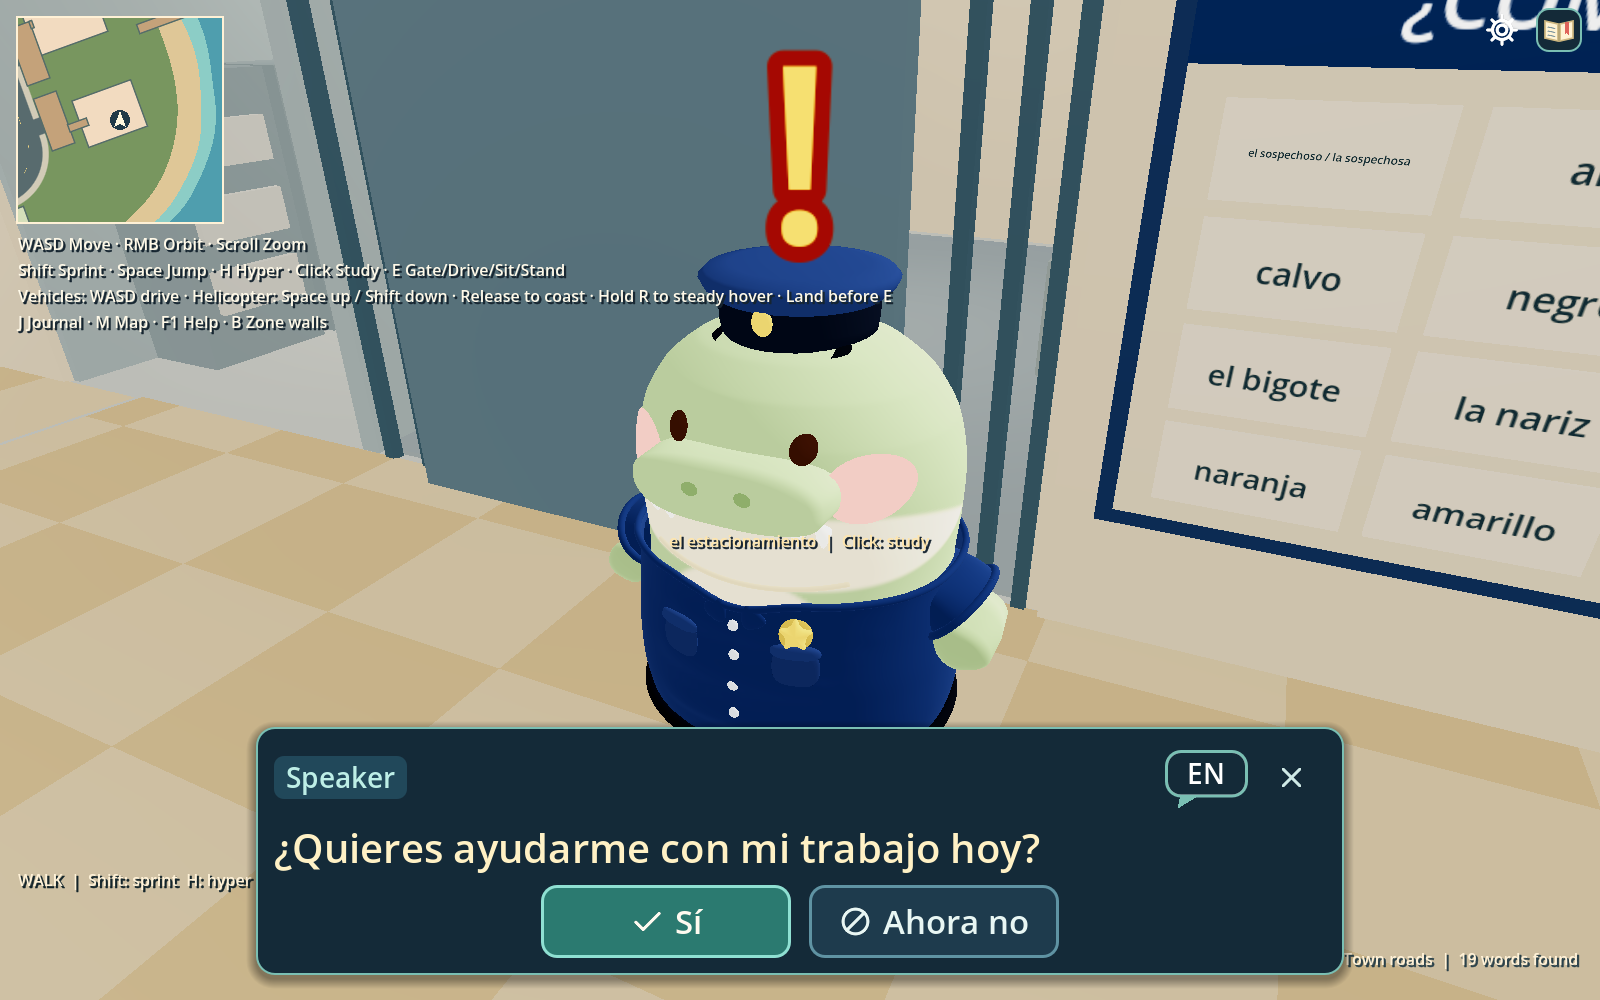 WASD Move · RMB Orbit · Scroll Zoom
Shift Sprint · Space Jump · H Hyper · Click Study · E Gate/Drive/Sit/Stand
Vehicles: WASD drive · Helicopter: Space up / Shift down · Release to coast · Hold R to steady hover · Land before E
J Journal · M Map · F1 Help · B Zone walls
el sospechoso / la sospechosa
calvo
el bigote
la nariz
naranja
amarillo
el estacionamiento | Click: study
Speaker
EN
¿Quieres ayudarme con mi trabajo hoy?
Sí
Ahora no
WALK | Shift: sprint H: hyper
Town roads | 19 words found